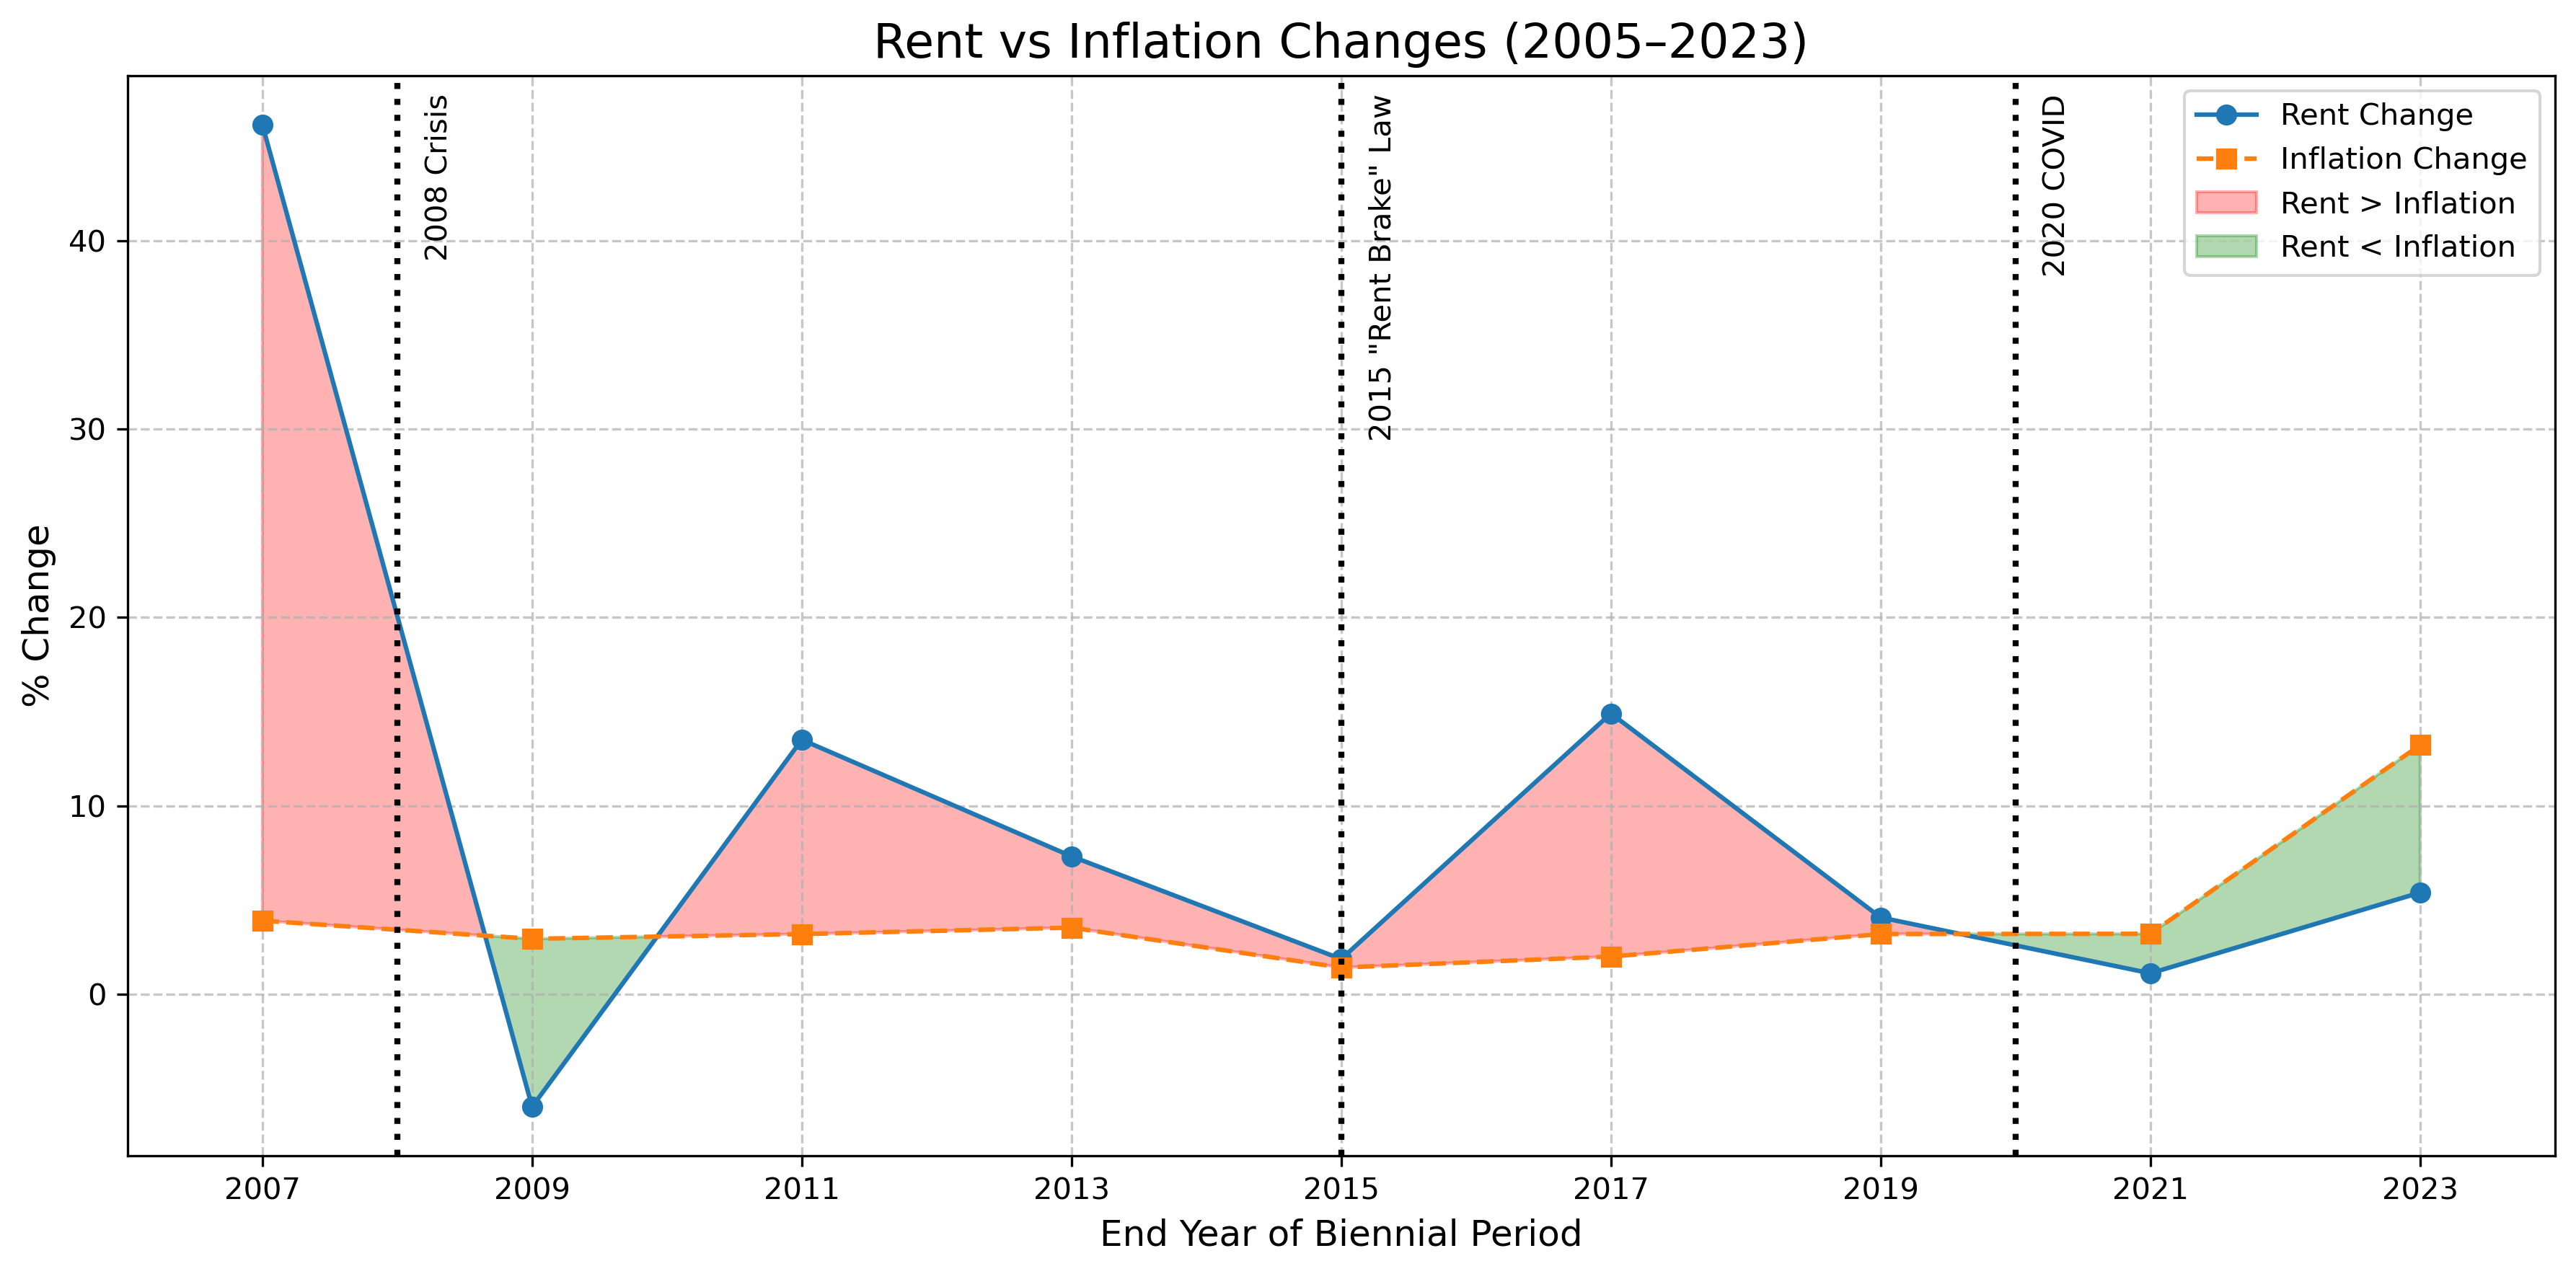 Rent vs Inflation Changes (2005–2023)
2008 Crisis
2015 "Rent Brake" Law
2020 COVID
Rent Change
Inflation Change
Rent > Inflation
Rent < Inflation
% Change
40
30
20
10
0
2007 2009 2011 2013 2015 2017 2019 2021 2023
End Year of Biennial Period